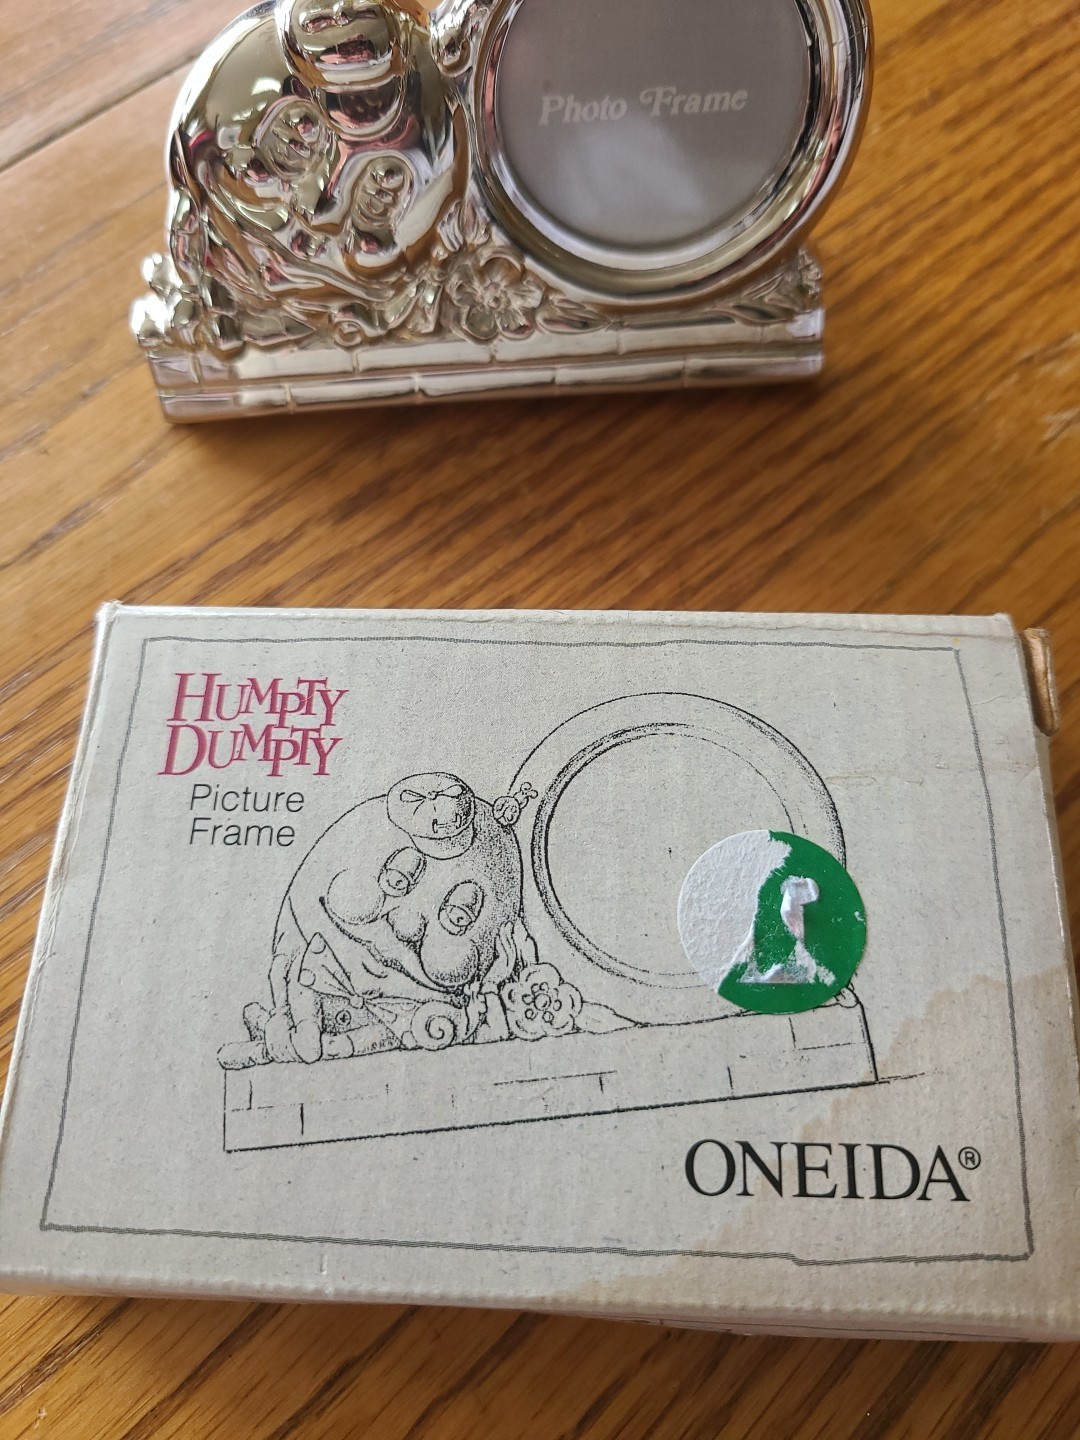 Photo Frame
HUMPTY
DUMPTY
Picture
Frame
ONEIDA®